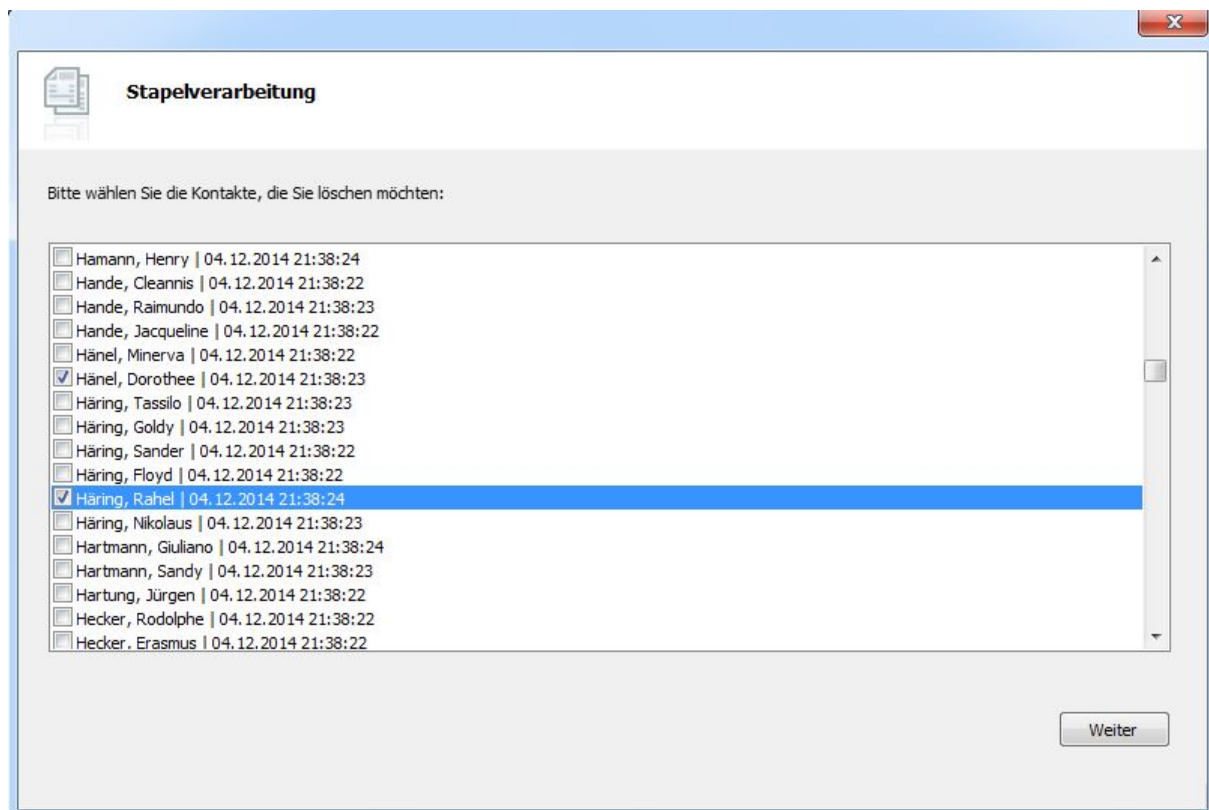 Stapelverarbeitung
Bitte wählen Sie die Kontakte, die Sie löschen möchten:
Hamann, Henry | 04.12.2014 21:38:24
Hande, Cleannis | 04.12.2014 21:38:22
Hande, Raimundo | 04.12.2014 21:38:23
Hande, Jacqueline | 04.12.2014 21:38:22
Hänel, Minerva | 04.12.2014 21:38:22
Hänel, Dorothee | 04.12.2014 21:38:23
Häring, Tassilo | 04.12.2014 21:38:23
Häring, Goldy | 04.12.2014 21:38:23
Häring, Sander | 04.12.2014 21:38:22
Häring, Floyd | 04.12.2014 21:38:22
Häring, Rahel | 04.12.2014 21:38:24
Häring, Nikolaus | 04.12.2014 21:38:23
Hartmann, Giuliano | 04.12.2014 21:38:24
Hartmann, Sandy | 04.12.2014 21:38:23
Hartung, Jürgen | 04.12.2014 21:38:22
Hecker, Rodolphe | 04.12.2014 21:38:22
Hecker, Erasmus | 04.12.2014 21:38:22
Weiter